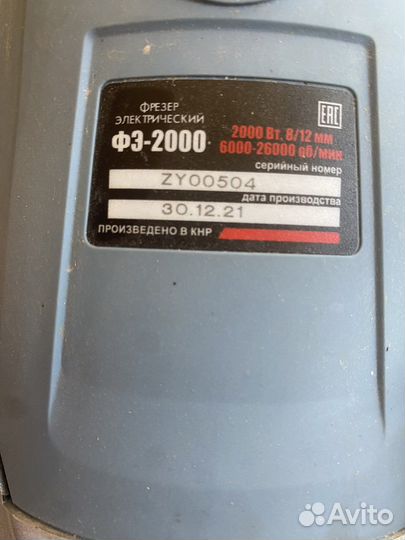 ФРЕЗЕР
ЭЛЕКТРИЧЕСКИЙ
ФЭ-2000
2000 Вт, 8/12 мм
6000-26000 об/мин
EAC
серийный номер
ZY00504
дата производства
30.12.21
ПРОИЗВЕДЕНО В КНР
Avito